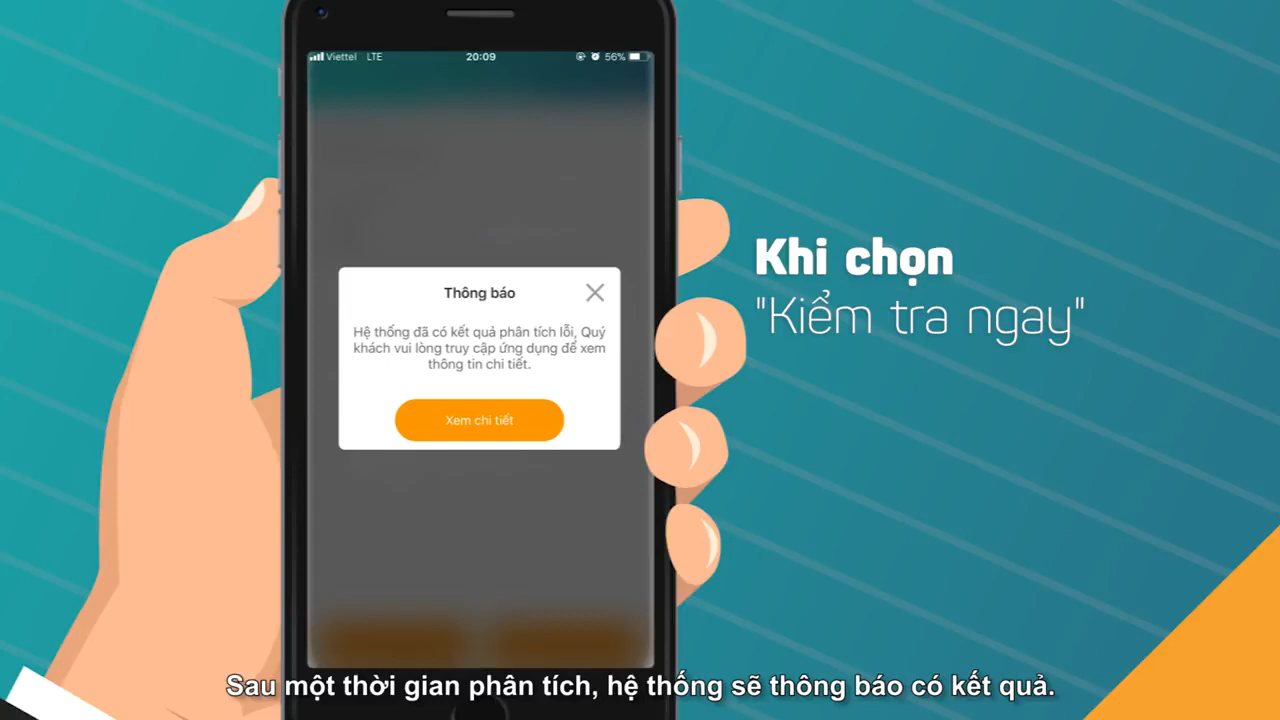 Viettel LTE 20:09 56%
Thông báo
Hệ thống đã có kết quả phân tích lỗi, Quý
khách vui lòng truy cập ứng dụng để xem
thông tin chi tiết.
Xem chi tiết
Khi chọn
"Kiểm tra ngay"
Sau một thời gian phân tích, hệ thống sẽ thông báo có kết quả.